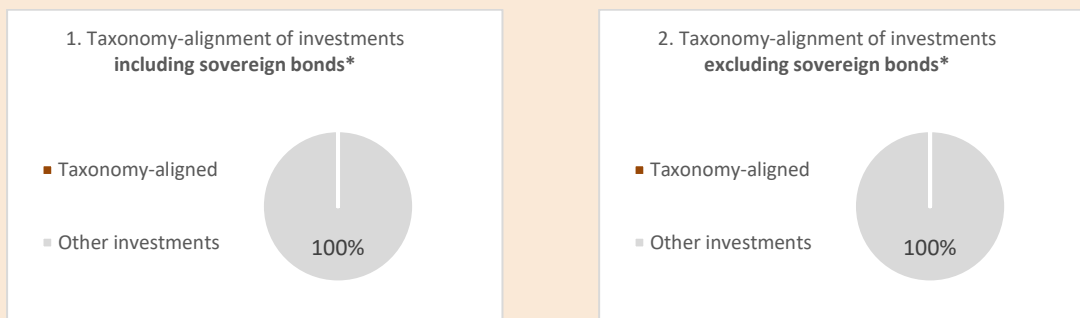 1. Taxonomy-alignment of investments
including sovereign bonds*
Taxonomy-aligned
Other investments
100%
2. Taxonomy-alignment of investments
excluding sovereign bonds*
Taxonomy-aligned
Other investments
100%